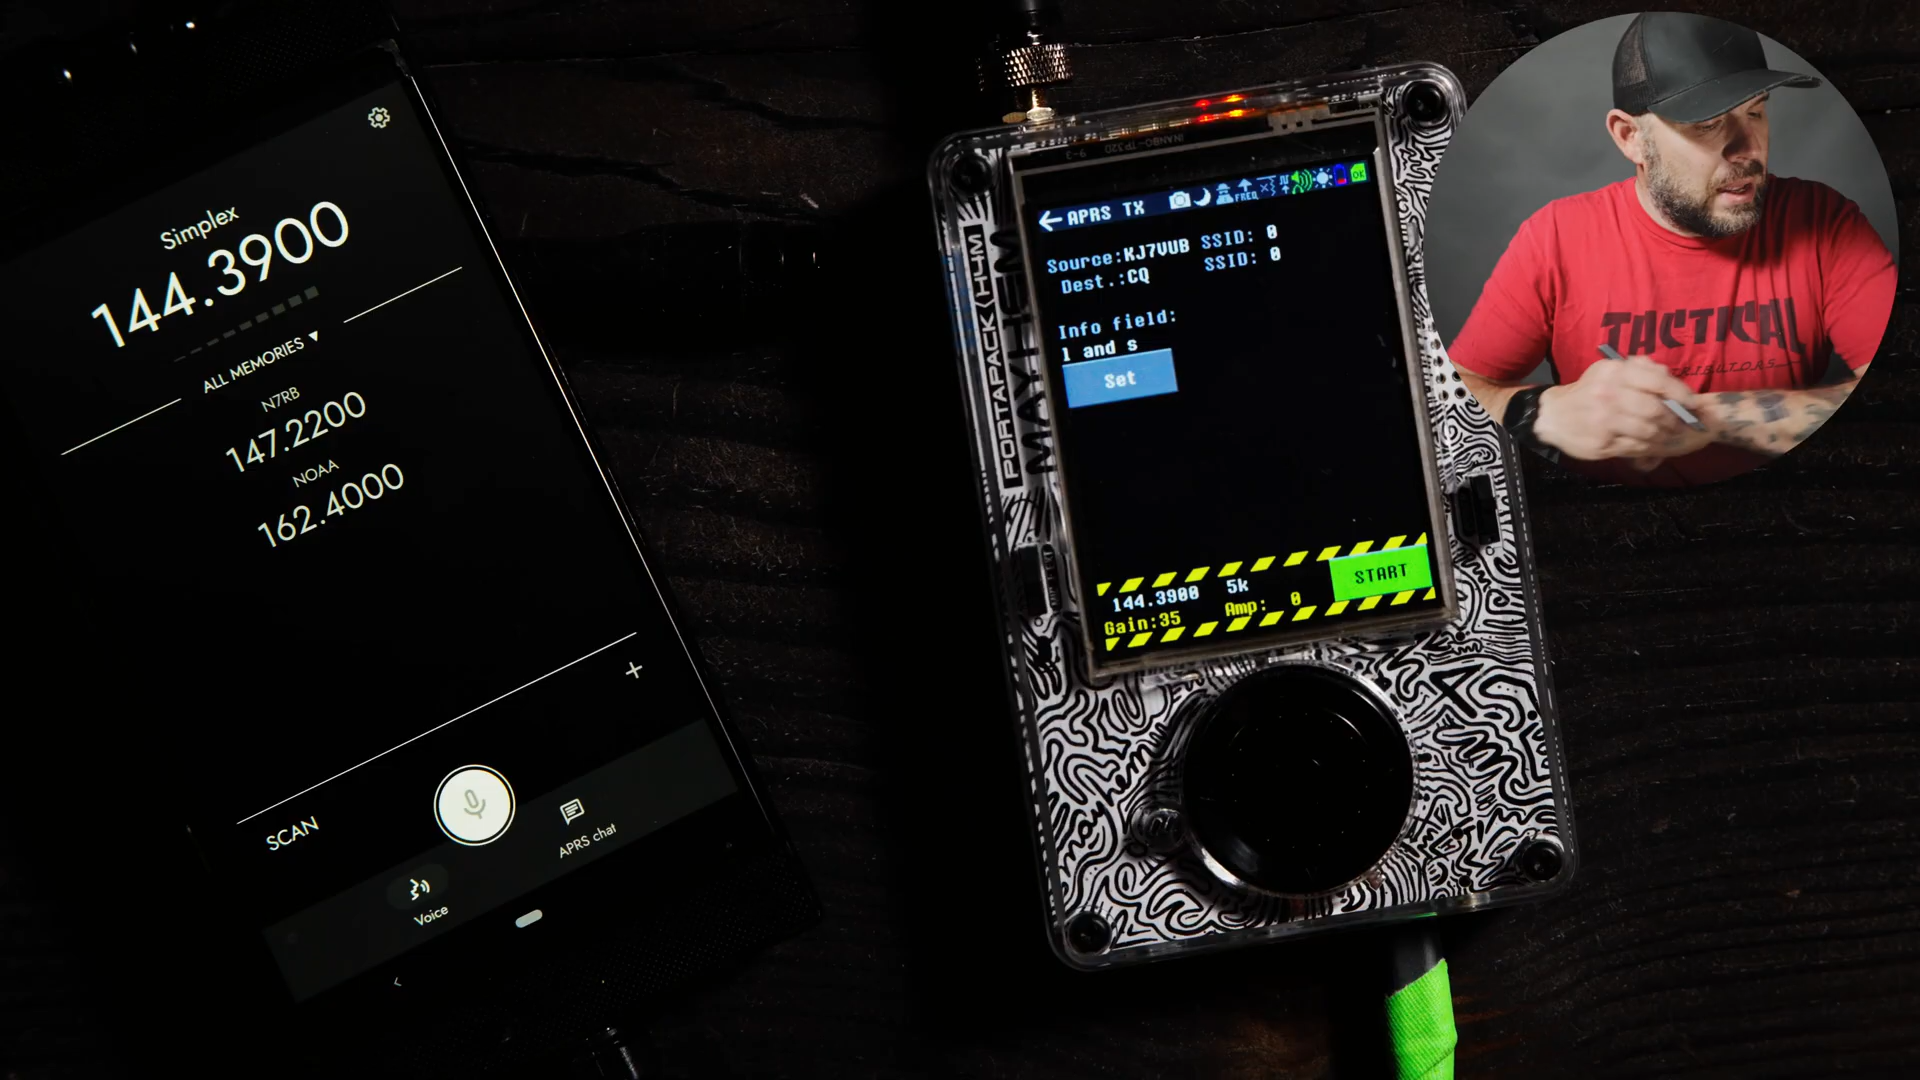 Simplex
144.3900
ALL MEMORIES ▼
N7RB
147.2200
NOAA
162.4000
SCAN
APRS chat
Voice
APRS TX
FREQ
OK
Source:KJ7VUB SSID: 0
Dest.:CQ SSID: 0
Info field:
l and s
Set
144.3900 5k
START
Gain:35 Amp: 0
PORTAPACK (H4M
MAYHEM
TACTICAL